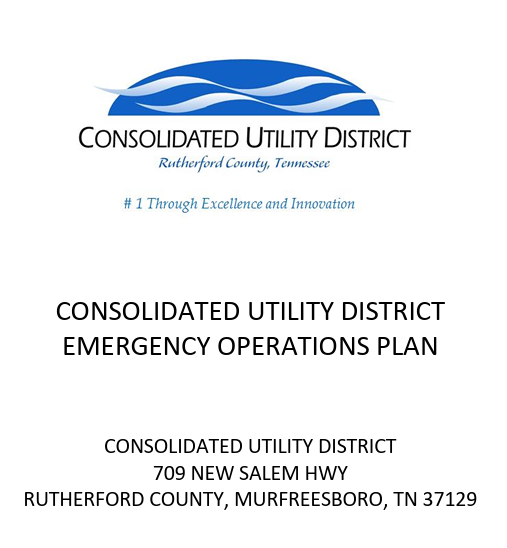 CONSOLIDATED UTILITY DISTRICT
Rutherford County, Tennessee
# 1 Through Excellence and Innovation
CONSOLIDATED UTILITY DISTRICT
EMERGENCY OPERATIONS PLAN
CONSOLIDATED UTILITY DISTRICT
709 NEW SALEM HWY
RUTHERFORD COUNTY, MURFREESBORO, TN 37129